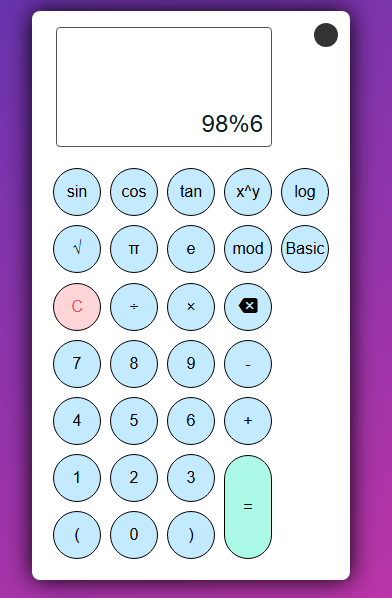 98%6
sin cos tan x^y log
√ π e mod Basic
C ÷ ×
7 8 9 -
4 5 6 +
1 2 3
=
( 0 )